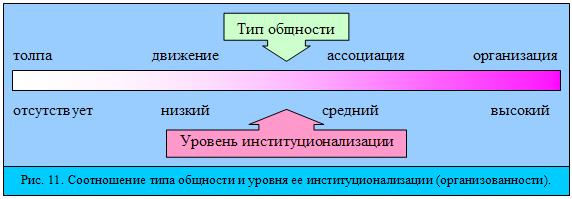 Тип общности
толпа движение ассоциация организация
отсутствует низкий средний высокий
Уровень институционализации
Рис. 11. Соотношение типа общности и уровня ее институционализации (организованности).